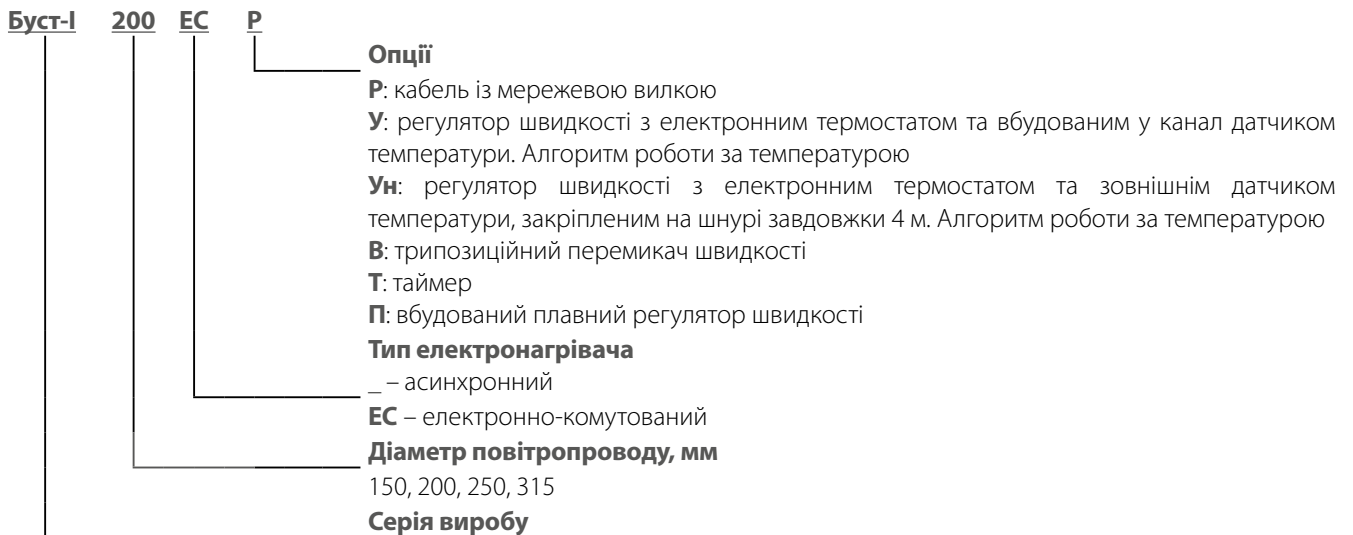 Буст-I 200 ЕС Р
Опції
Р: кабель із мережевою вилкою
У: регулятор швидкості з електронним термостатом та вбудованим у канал датчиком
температури. Алгоритм роботи за температурою
Ун: регулятор швидкості з електронним термостатом та зовнішнім датчиком
температури, закріпленим на шнурі завдовжки 4 м. Алгоритм роботи за температурою
В: трипозиційний перемикач швидкості
Т: таймер
П: вбудований плавний регулятор швидкості
Тип електронагрівача
_ – асинхронний
ЕС – електронно-комутований
Діаметр повітропроводу, мм
150, 200, 250, 315
Серія виробу